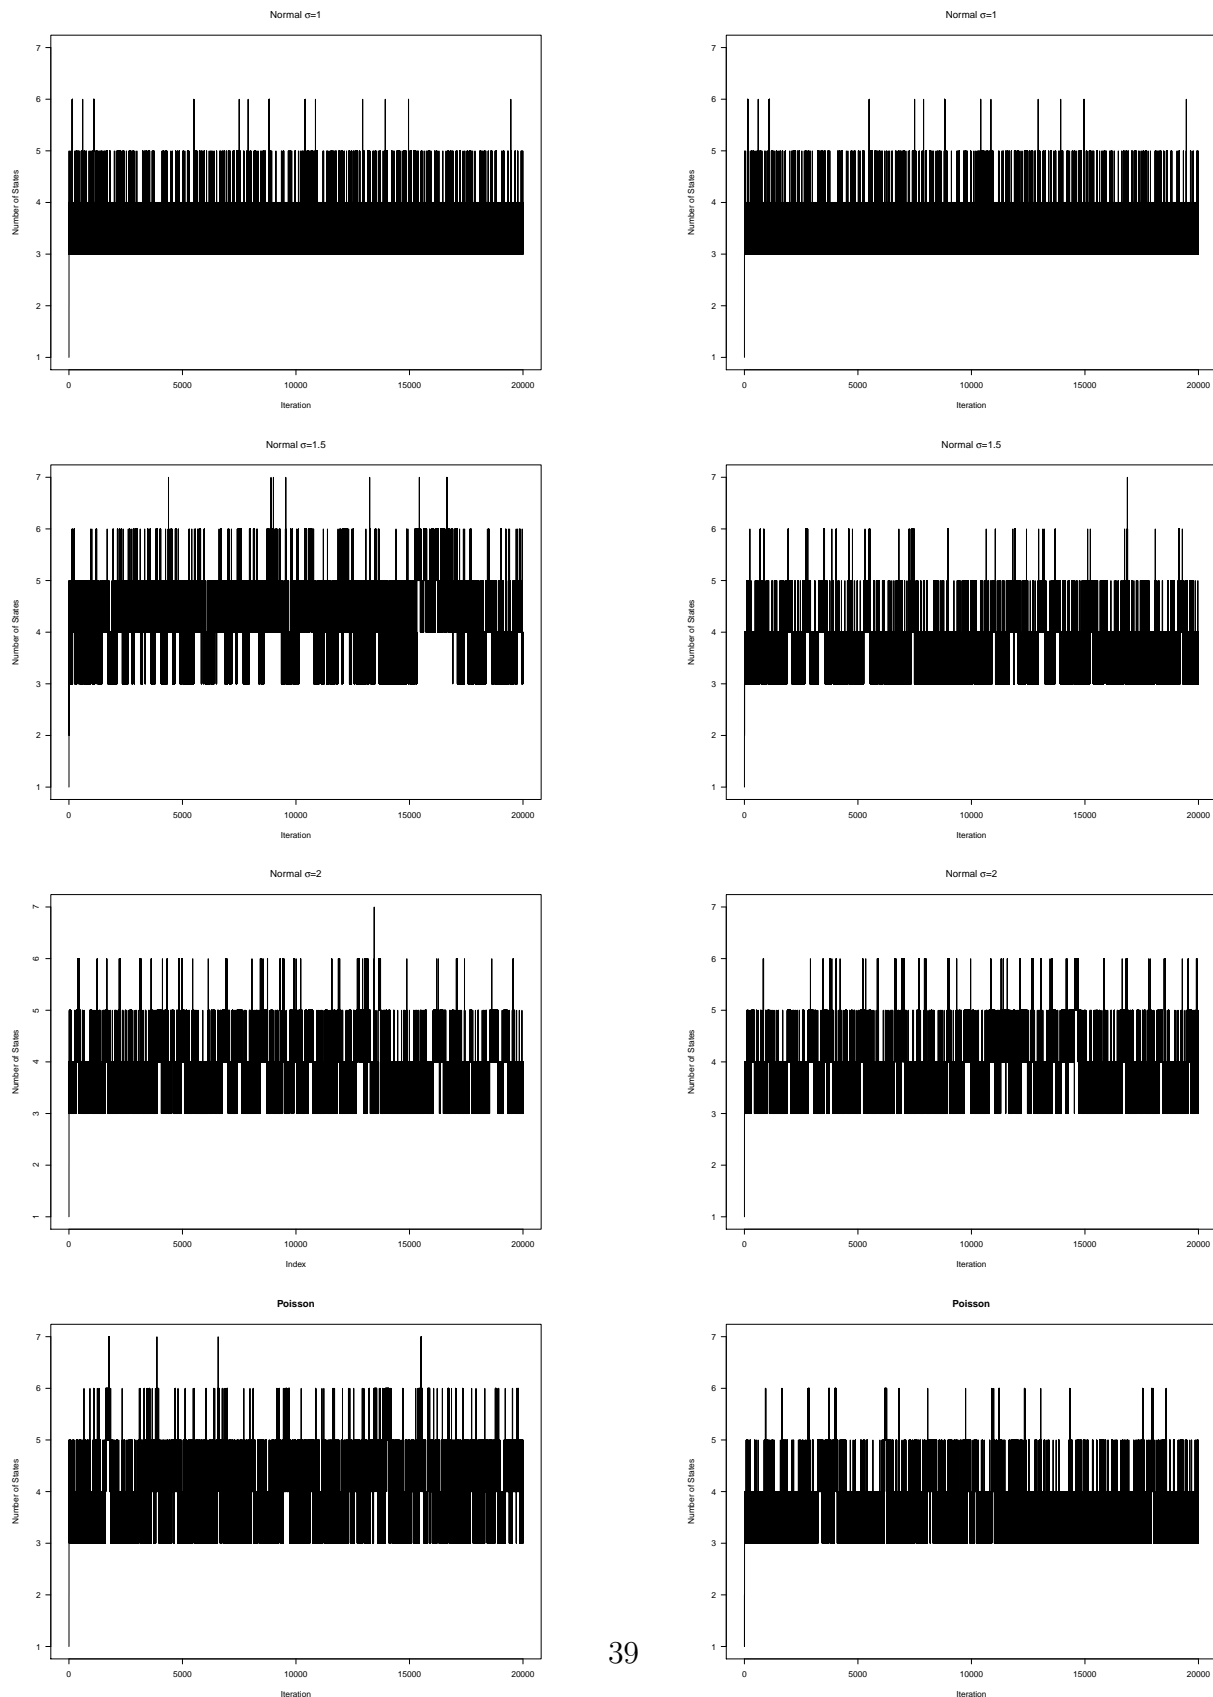 Normal σ=1
Number of States
7
6
5
4
3
2
1
0 5000 10000 15000 20000
Iteration
Normal σ=1
Number of States
7
6
5
4
3
2
1
0 5000 10000 15000 20000
Iteration
Normal σ=1.5
Number of States
7
6
5
4
3
2
1
0 5000 10000 15000 20000
Iteration
Normal σ=1.5
Number of States
7
6
5
4
3
2
1
0 5000 10000 15000 20000
Iteration
Normal σ=2
Number of States
7
6
5
4
3
2
1
0 5000 10000 15000 20000
Index
Normal σ=2
Number of States
7
6
5
4
3
2
1
0 5000 10000 15000 20000
Iteration
Poisson
Number of States
7
6
5
4
3
2
1
0 5000 10000 15000 20000
Iteration
Poisson
Number of States
7
6
5
4
3
2
1
0 5000 10000 15000 20000
Iteration
39